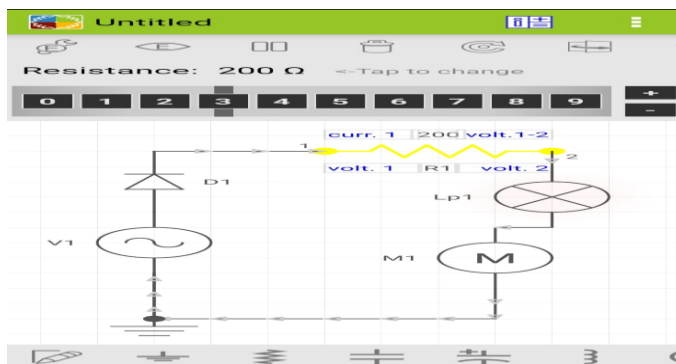 Untitled
E
Resistance: 200 Ω <-Tap to change
0 1 2 3 4 5 6 7 8 9 + -
curr. 1 200 volt.1-2
1 2
volt. 1 R1 volt. 2
D1
Lp1
V1
M1 M